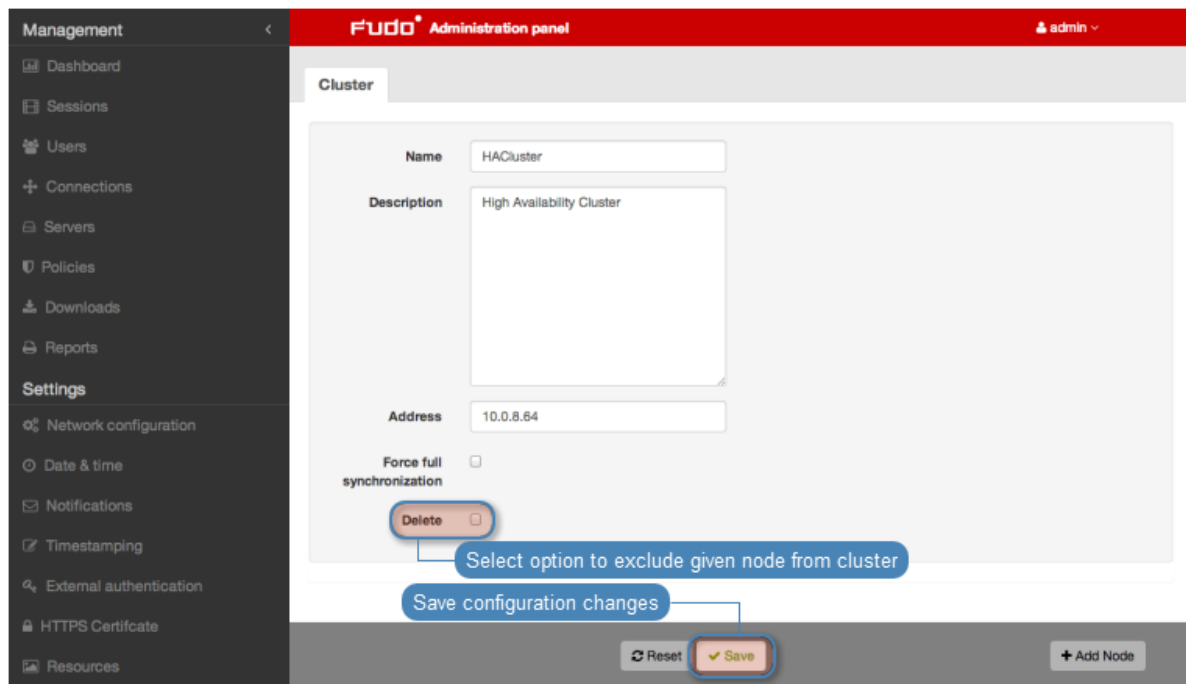 Management
FUDO Administration panel
admin
Dashboard
Sessions
Users
Connections
Servers
Policies
Downloads
Reports
Settings
Network configuration
Date & time
Notifications
Timestamping
External authentication
HTTPS Certifcate
Resources
Cluster
Name
HACluster
Description
High Availability Cluster
Address
10.0.8.64
Force full
synchronization
Delete
Select option to exclude given node from cluster
Save configuration changes
Reset
Save
+ Add Node